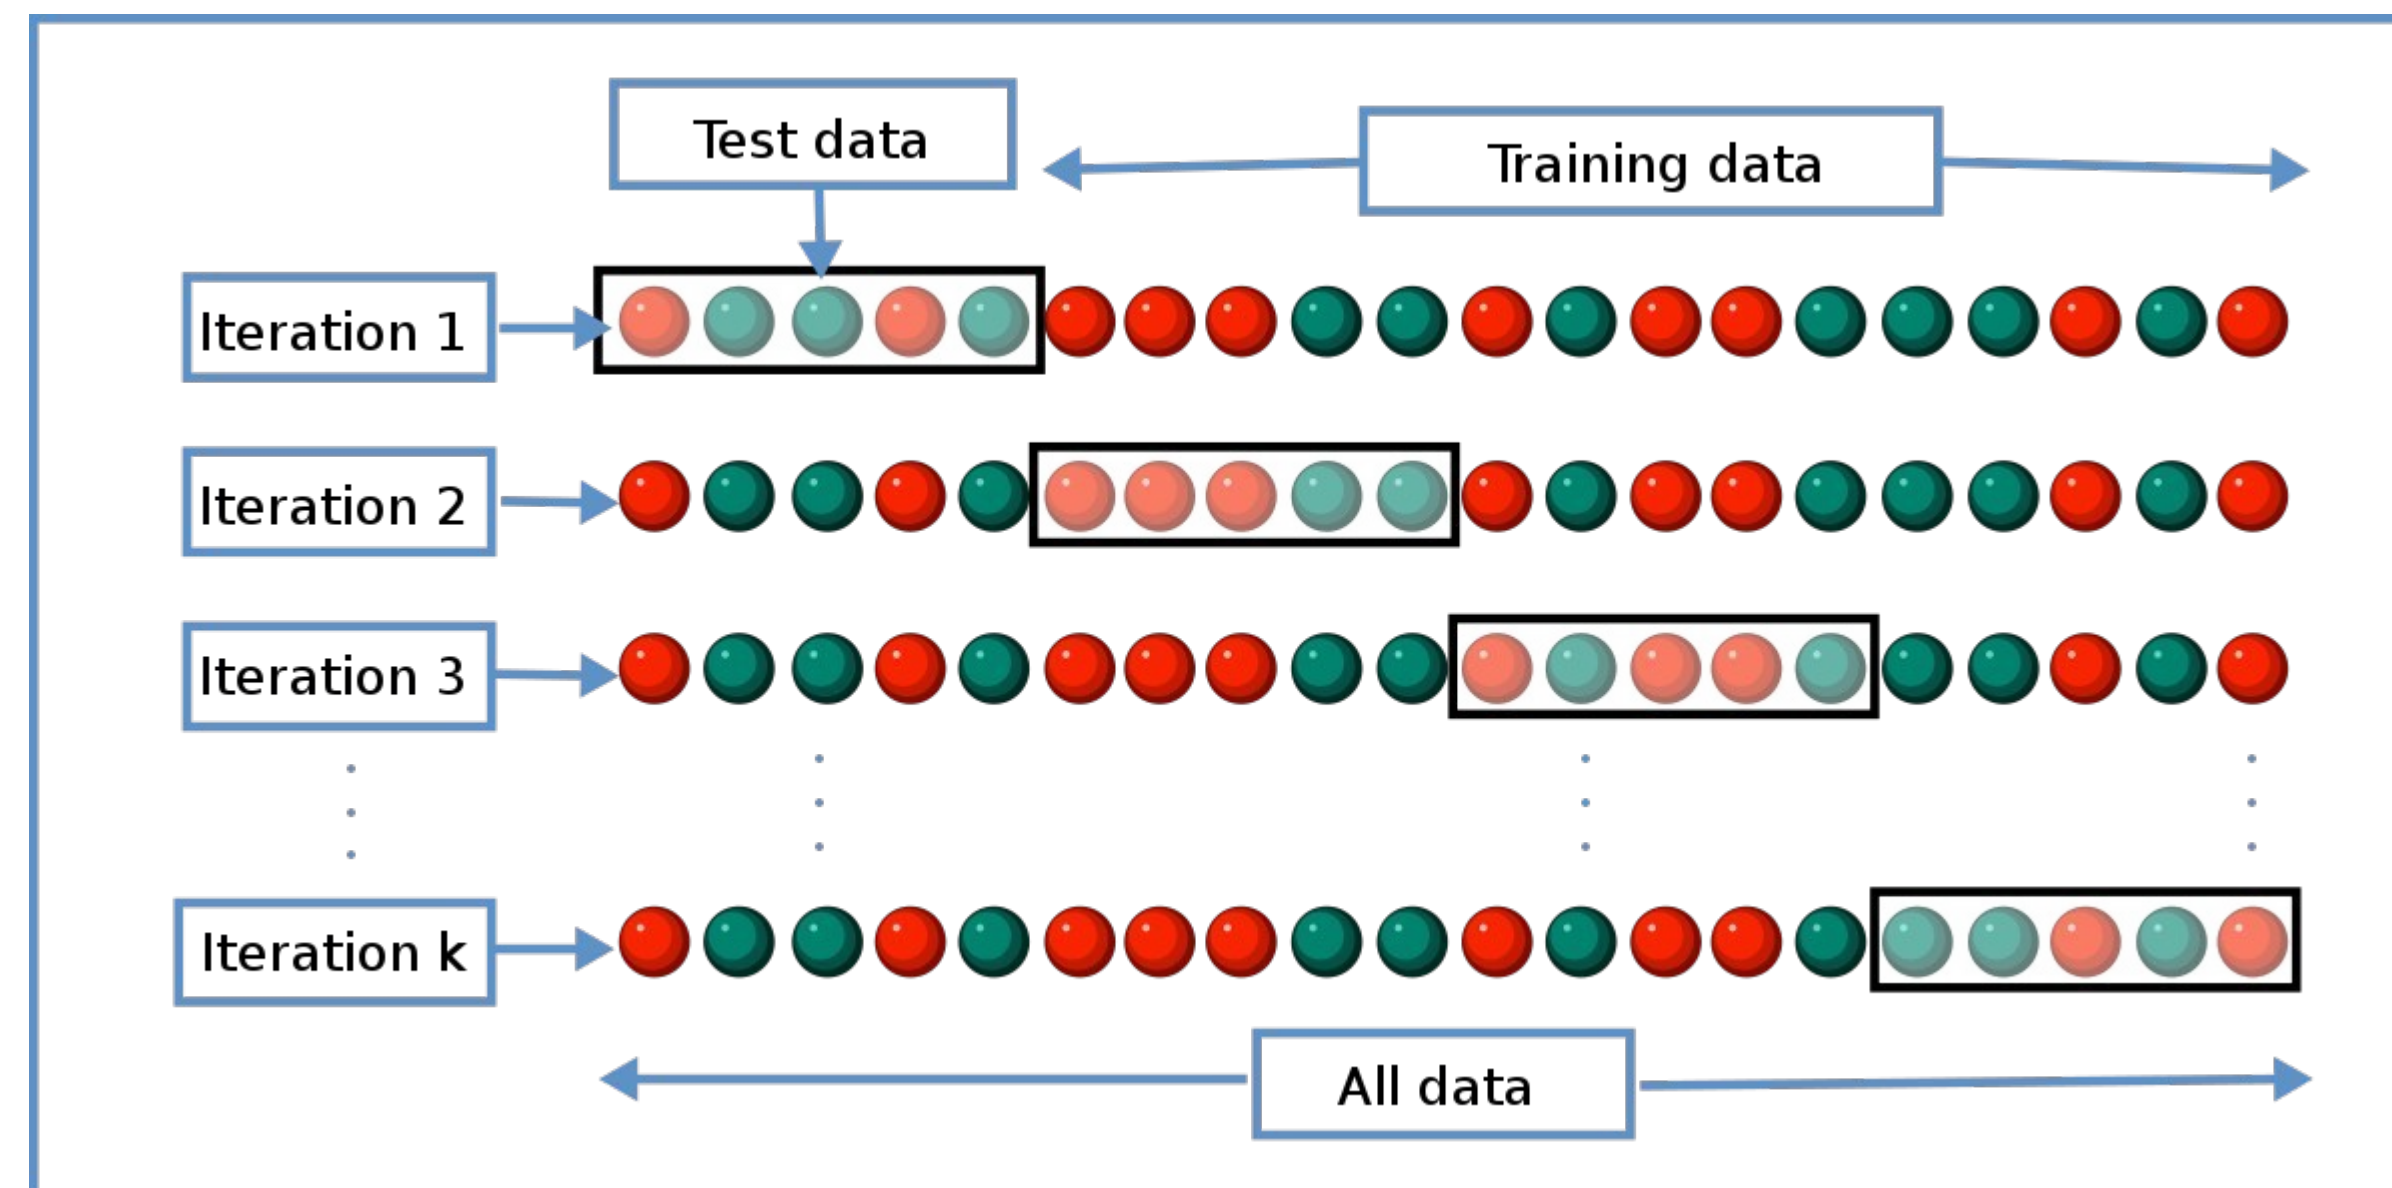 Test data
Training data
Iteration 1
Iteration 2
Iteration 3
Iteration k
All data